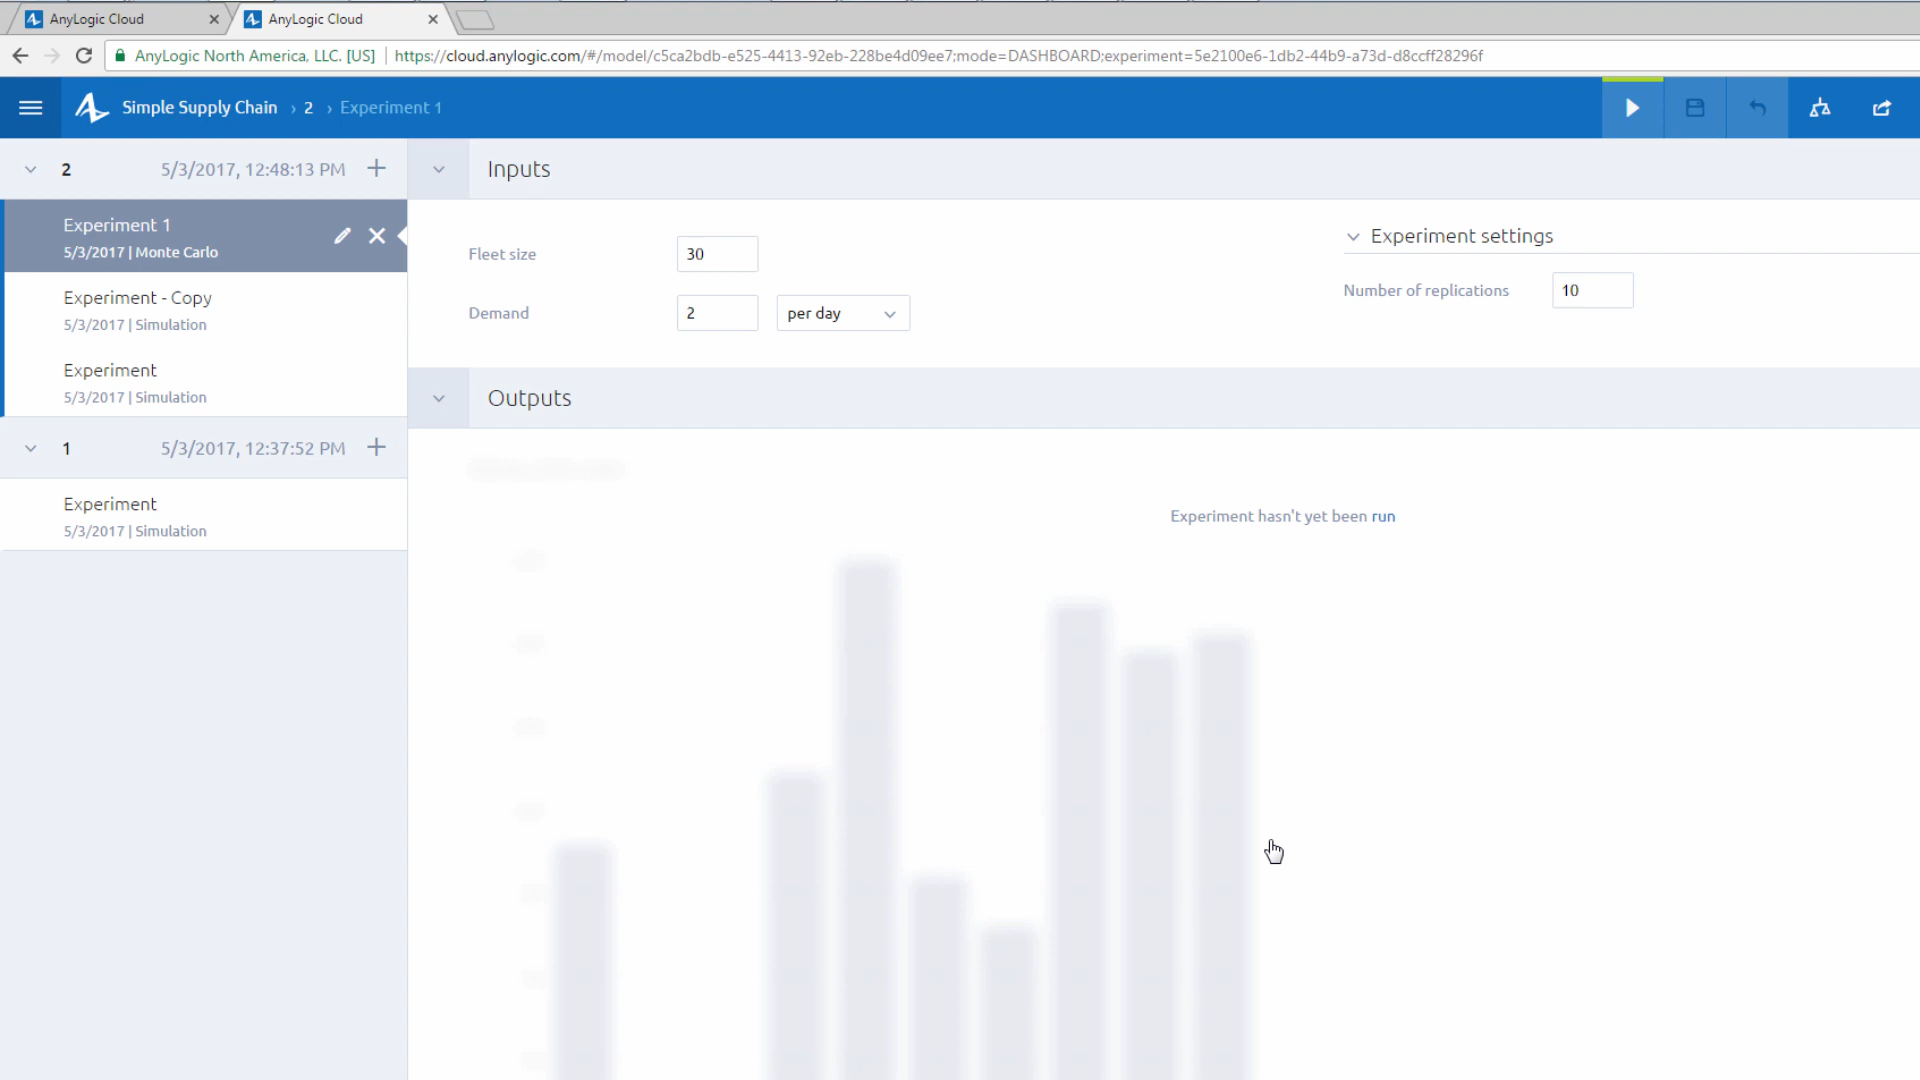 AnyLogic Cloud
AnyLogic Cloud
AnyLogic North America, LLC. [US] https://cloud.anylogic.com/#/model/c5ca2bdb-e525-4413-92eb-228be4d09ee7;mode=DASHBOARD;experiment=5e2100e6-1db2-44b9-a73d-d8ccff28296f
Simple Supply Chain › 2 › Experiment 1
2 5/3/2017, 12:48:13 PM
Experiment 1
5/3/2017 | Monte Carlo
Experiment - Copy
5/3/2017 | Simulation
Experiment
5/3/2017 | Simulation
1 5/3/2017, 12:37:52 PM
Experiment
5/3/2017 | Simulation
Inputs
Fleet size 30
Demand 2 per day
Experiment settings
Number of replications 10
Outputs
Experiment hasn't yet been run